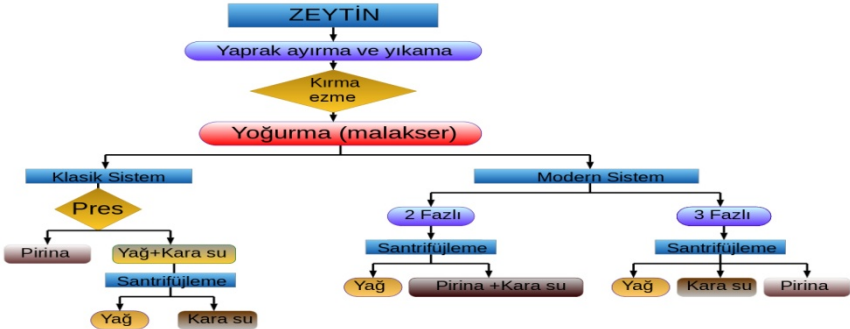 ZEYTİN
Yaprak ayırma ve yıkama
Kırma
ezme
Yoğurma (malakser)
Klasik Sistem
Modern Sistem
Pres
2 Fazlı
3 Fazlı
Pirina
Yağ+Kara su
Santrifüjleme
Santrifüjleme
Santrifüjleme
Yağ
Pirina +Kara su
Yağ
Kara su
Pirina
Yağ
Kara su